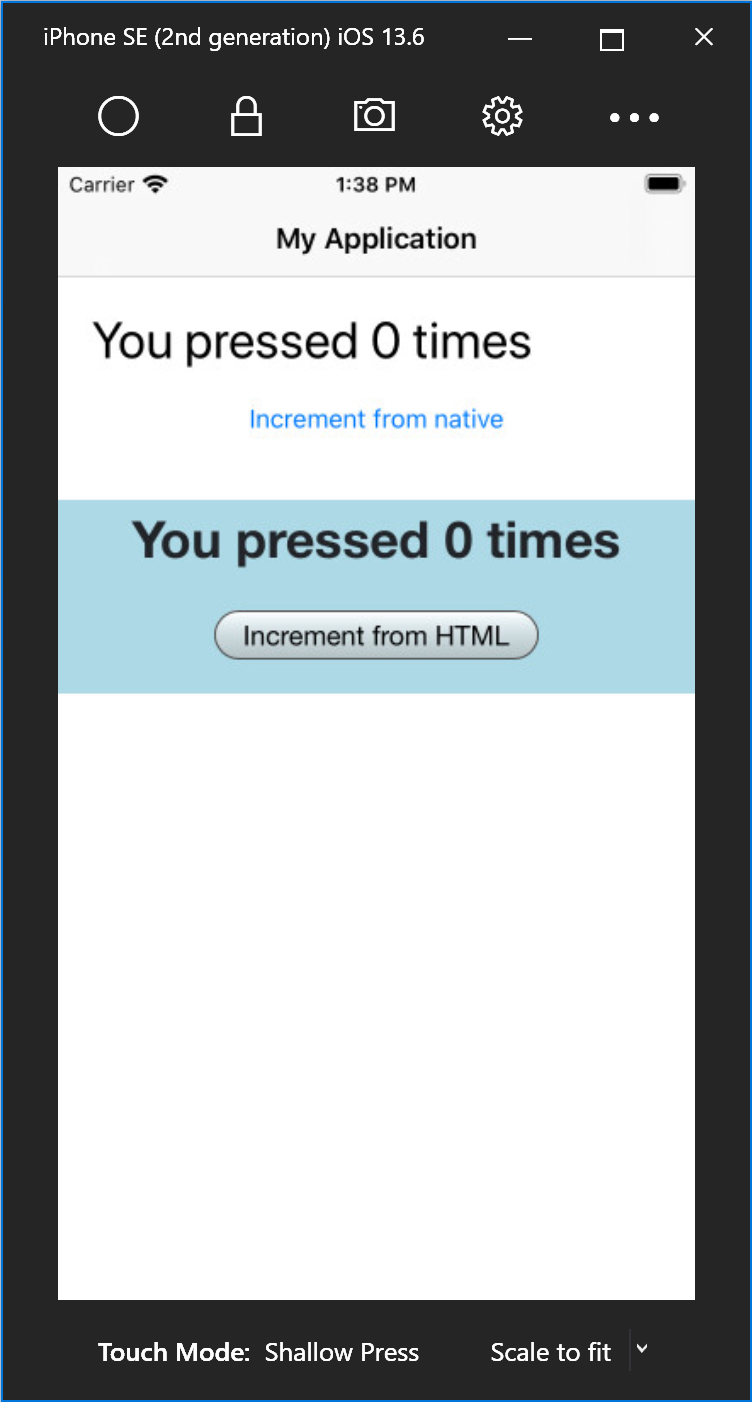 iPhone SE (2nd generation) iOS 13.6
Carrier 1:38 PM
My Application
You pressed 0 times
Increment from native
You pressed 0 times
Increment from HTML
Touch Mode: Shallow Press Scale to fit